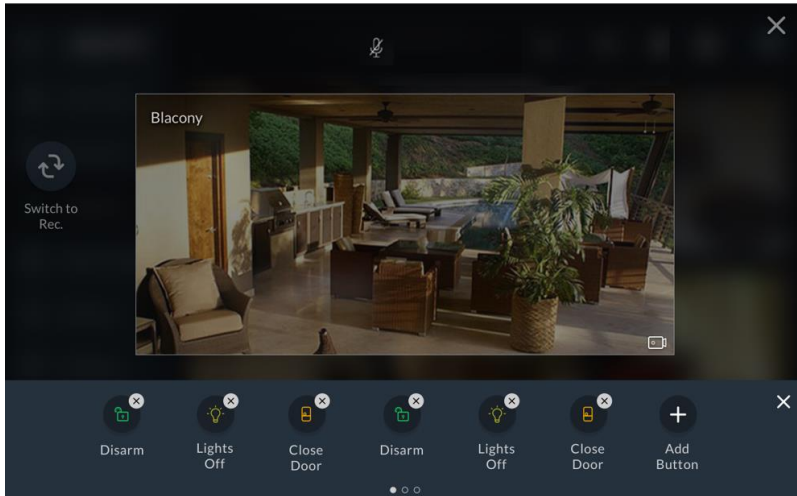 Blacony
Switch to
Rec.
Disarm
Lights
Off
Close
Door
Disarm
Lights
Off
Close
Door
Add
Button